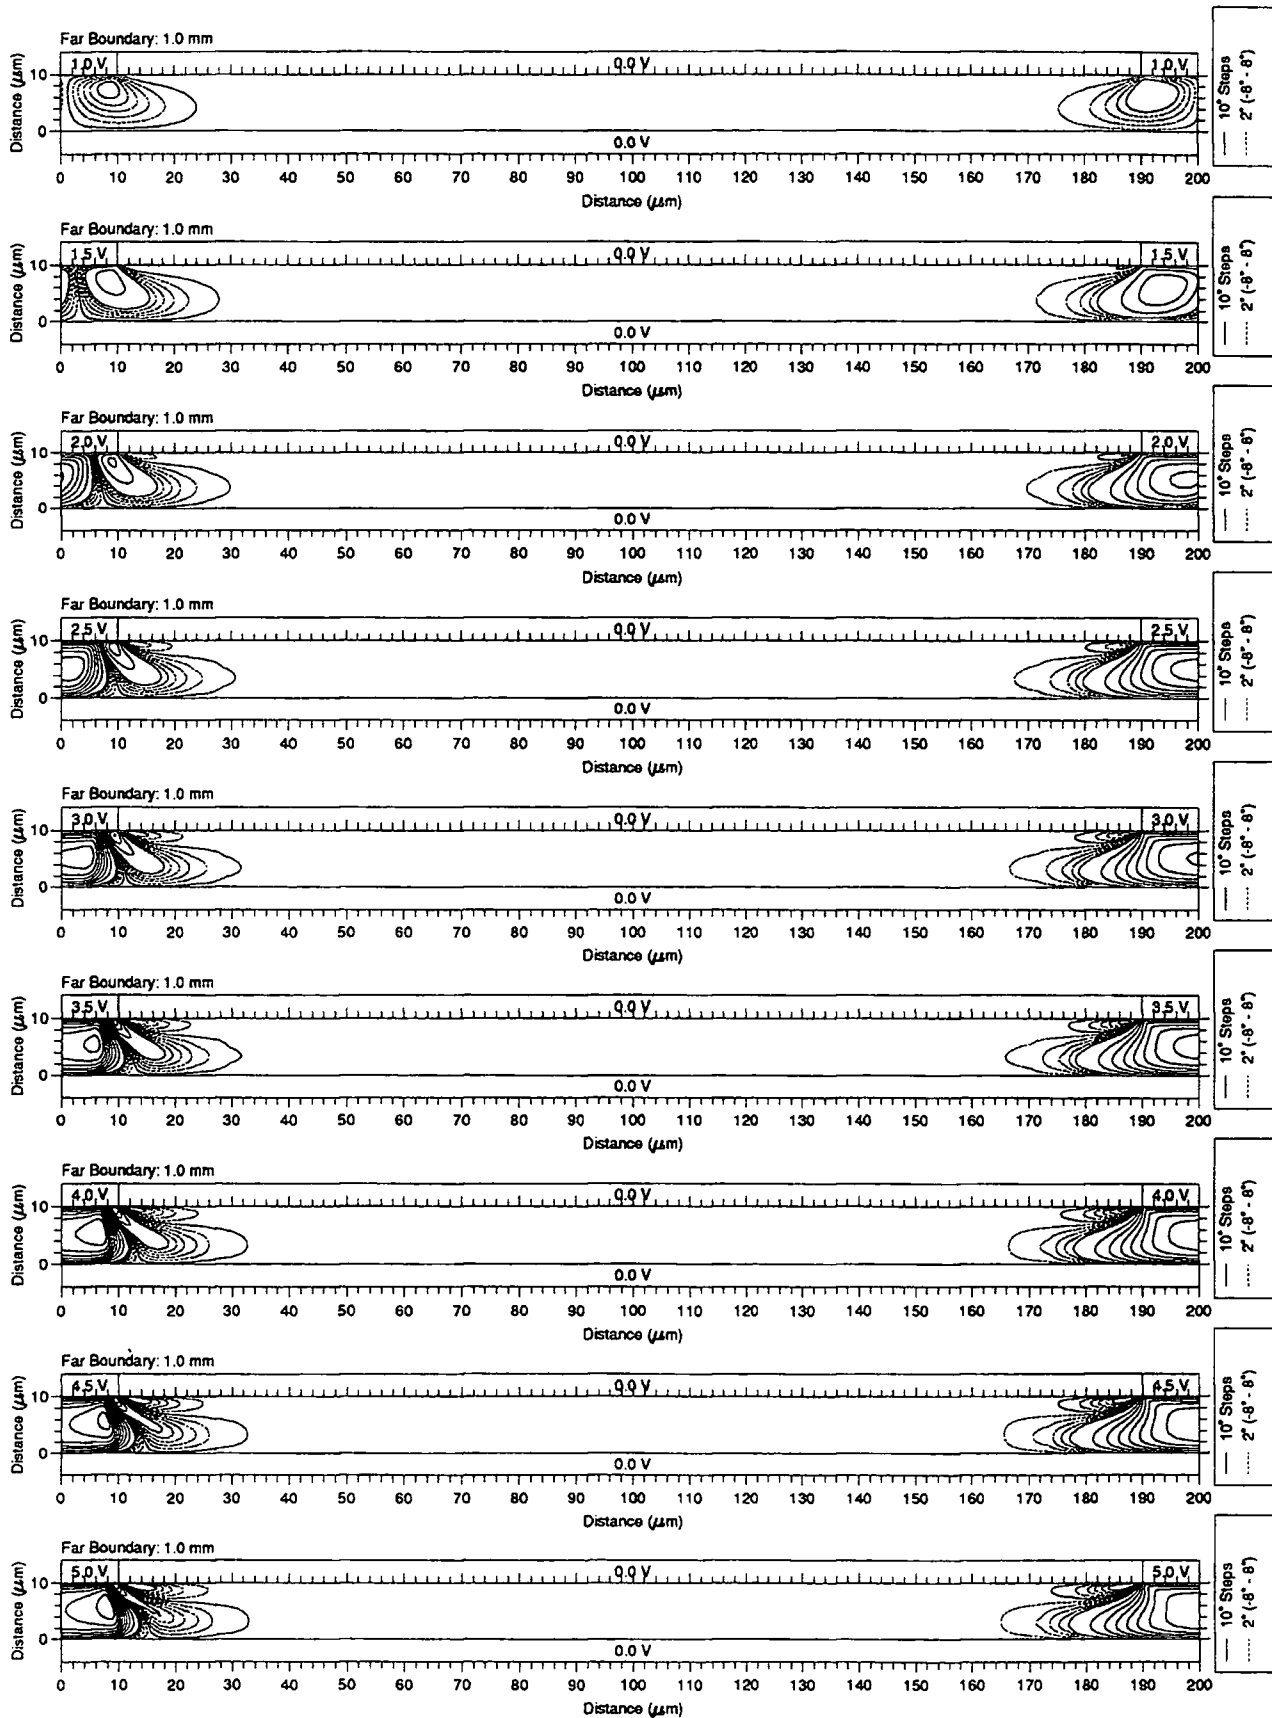 Far Boundary: 1.0 mm
1.0 V 0.0 V 1.0 V
Distance (μm)
10
0
0.0 V
0 10 20 30 40 50 60 70 80 90 100 110 120 130 140 150 160 170 180 190 200
Distance (μm)
10° Steps
2° (-8° - 8°)
Far Boundary: 1.0 mm
1.5 V 0.0 V 1.5 V
Distance (μm)
10
0
0.0 V
0 10 20 30 40 50 60 70 80 90 100 110 120 130 140 150 160 170 180 190 200
Distance (μm)
10° Steps
2° (-8° - 8°)
Far Boundary: 1.0 mm
2.0 V 0.0 V 2.0 V
Distance (μm)
10
0
0.0 V
0 10 20 30 40 50 60 70 80 90 100 110 120 130 140 150 160 170 180 190 200
Distance (μm)
10° Steps
2° (-8° - 8°)
Far Boundary: 1.0 mm
2.5 V 0.0 V 2.5 V
Distance (μm)
10
0
0.0 V
0 10 20 30 40 50 60 70 80 90 100 110 120 130 140 150 160 170 180 190 200
Distance (μm)
10° Steps
2° (-8° - 8°)
Far Boundary: 1.0 mm
3.0 V 0.0 V 3.0 V
Distance (μm)
10
0
0.0 V
0 10 20 30 40 50 60 70 80 90 100 110 120 130 140 150 160 170 180 190 200
Distance (μm)
10° Steps
2° (-8° - 8°)
Far Boundary: 1.0 mm
3.5 V 0.0 V 3.5 V
Distance (μm)
10
0
0.0 V
0 10 20 30 40 50 60 70 80 90 100 110 120 130 140 150 160 170 180 190 200
Distance (μm)
10° Steps
2° (-8° - 8°)
Far Boundary: 1.0 mm
4.0 V 0.0 V 4.0 V
Distance (μm)
10
0
0.0 V
0 10 20 30 40 50 60 70 80 90 100 110 120 130 140 150 160 170 180 190 200
Distance (μm)
10° Steps
2° (-8° - 8°)
Far Boundary: 1.0 mm
4.5 V 0.0 V 4.5 V
Distance (μm)
10
0
0.0 V
0 10 20 30 40 50 60 70 80 90 100 110 120 130 140 150 160 170 180 190 200
Distance (μm)
10° Steps
2° (-8° - 8°)
Far Boundary: 1.0 mm
5.0 V 0.0 V 5.0 V
Distance (μm)
10
0
0.0 V
0 10 20 30 40 50 60 70 80 90 100 110 120 130 140 150 160 170 180 190 200
Distance (μm)
10° Steps
2° (-8° - 8°)